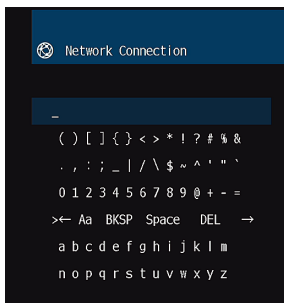 Network Connection
_
( ) [ ] { } < > * ! ? # % &
. , : ; _ | / \ $ ~ ^ ' " `
0 1 2 3 4 5 6 7 8 9 @ + - =
>← Aa BKSP Space DEL →
a b c d e f g h i j k l m
n o p q r s t u v w x y z